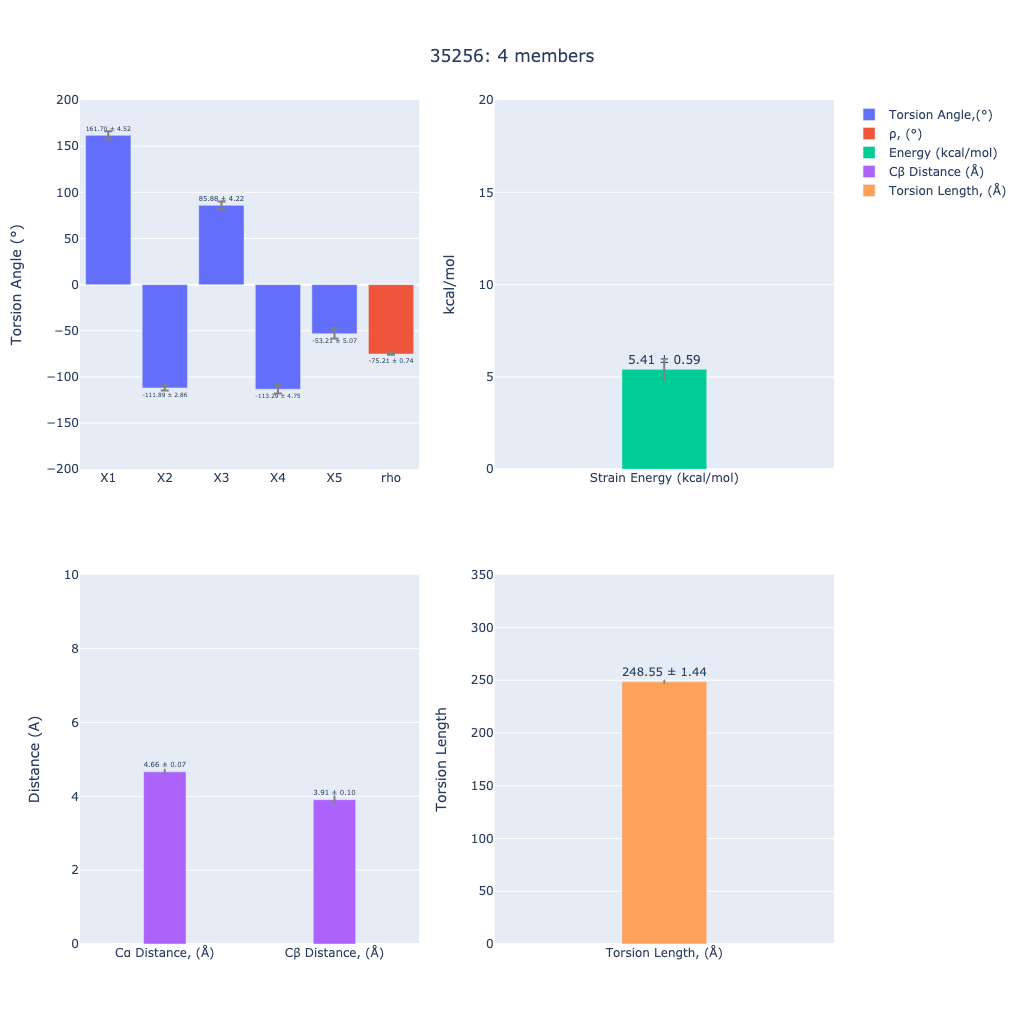 35256: 4 members
Torsion Angle (°)
200
150
100
50
0
−50
−100
−150
−200
161.70 ± 4.52
-111.89 ± 2.86
85.88 ± 4.22
-113.29 ± 4.75
-53.21 ± 5.07
-75.21 ± 0.74
X1 X2 X3 X4 X5 rho
kcal/mol
20
15
10
5
0
5.41 ± 0.59
Strain Energy (kcal/mol)
Torsion Angle,(°)
ρ, (°)
Energy (kcal/mol)
Cβ Distance (Å)
Torsion Length, (Å)
Distance (A)
10
8
6
4
2
0
4.66 ± 0.07
3.91 ± 0.10
Cα Distance, (Å) Cβ Distance, (Å)
Torsion Length
350
300
250
200
150
100
50
0
248.55 ± 1.44
Torsion Length, (Å)